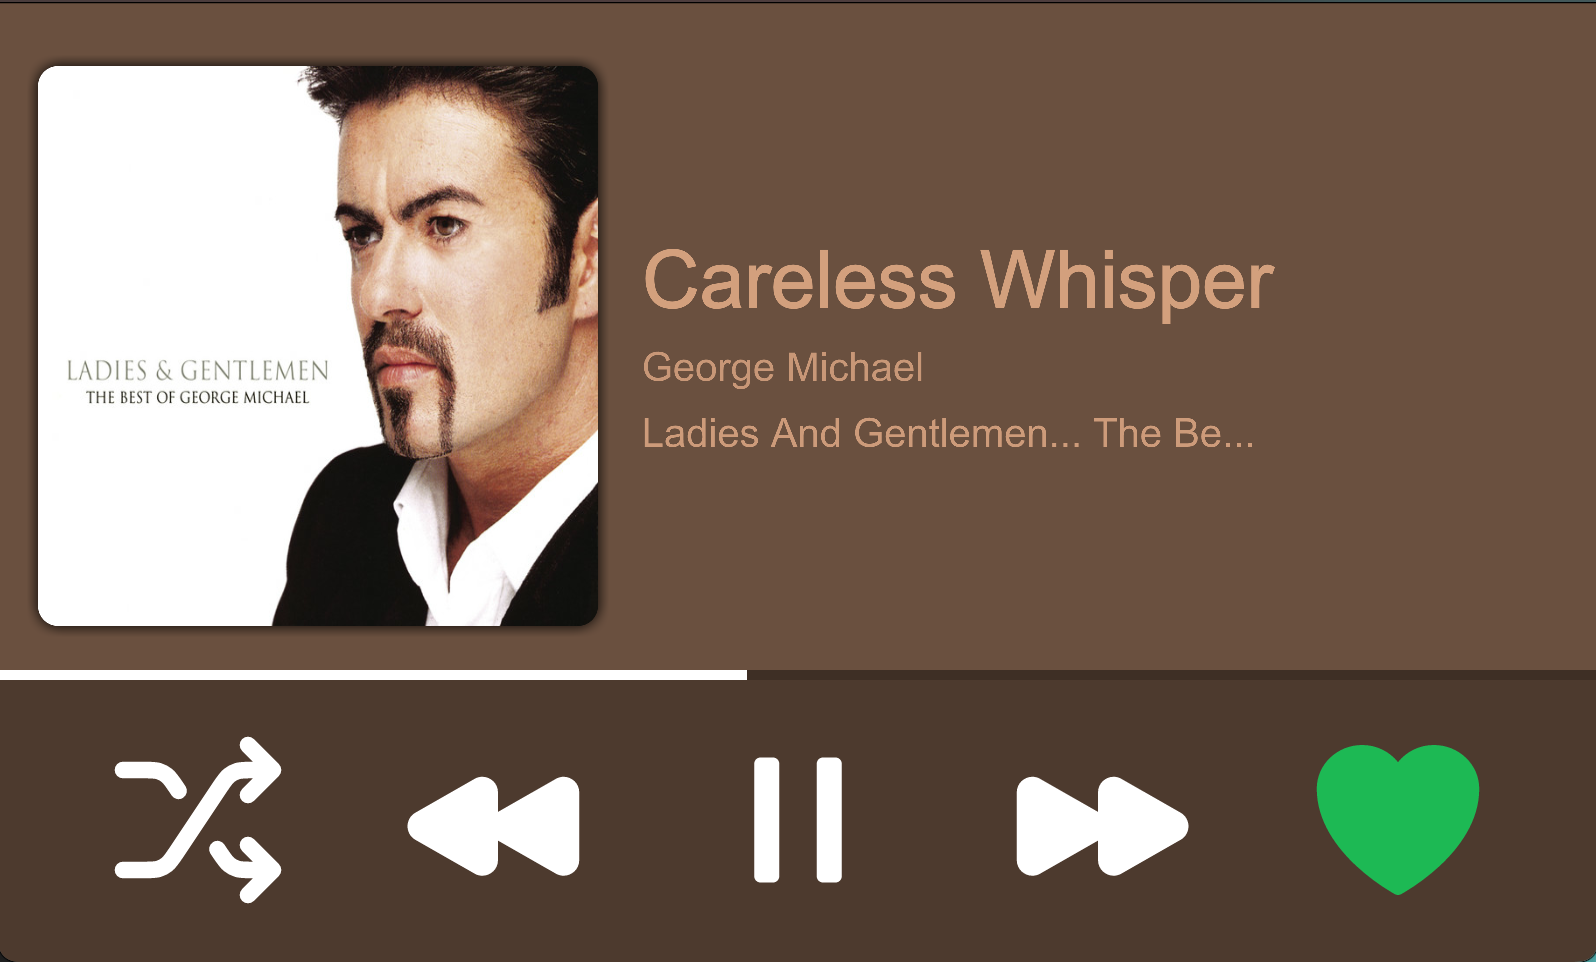 LADIES & GENTLEMEN
THE BEST OF GEORGE MICHAEL
Careless Whisper
George Michael
Ladies And Gentlemen... The Be...